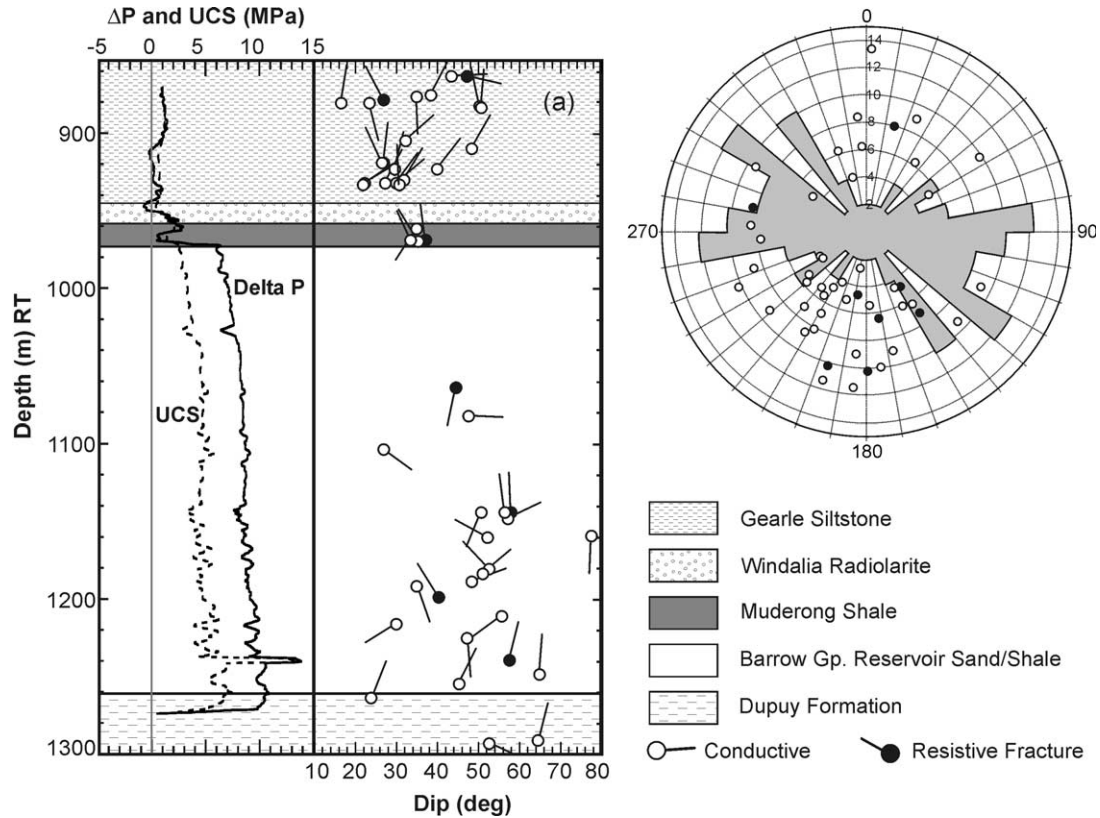 ΔP and UCS (MPa)
-5 0 5 10 15
(a)
900
1000
1100
1200
1300
Depth (m) RT
Delta P
UCS
10 20 30 40 50 60 70 80
Dip (deg)
0
14
12
10
8
6
4
2
270
90
180
Gearle Siltstone
Windalia Radiolarite
Muderong Shale
Barrow Gp. Reservoir Sand/Shale
Dupuy Formation
Conductive
Resistive Fracture